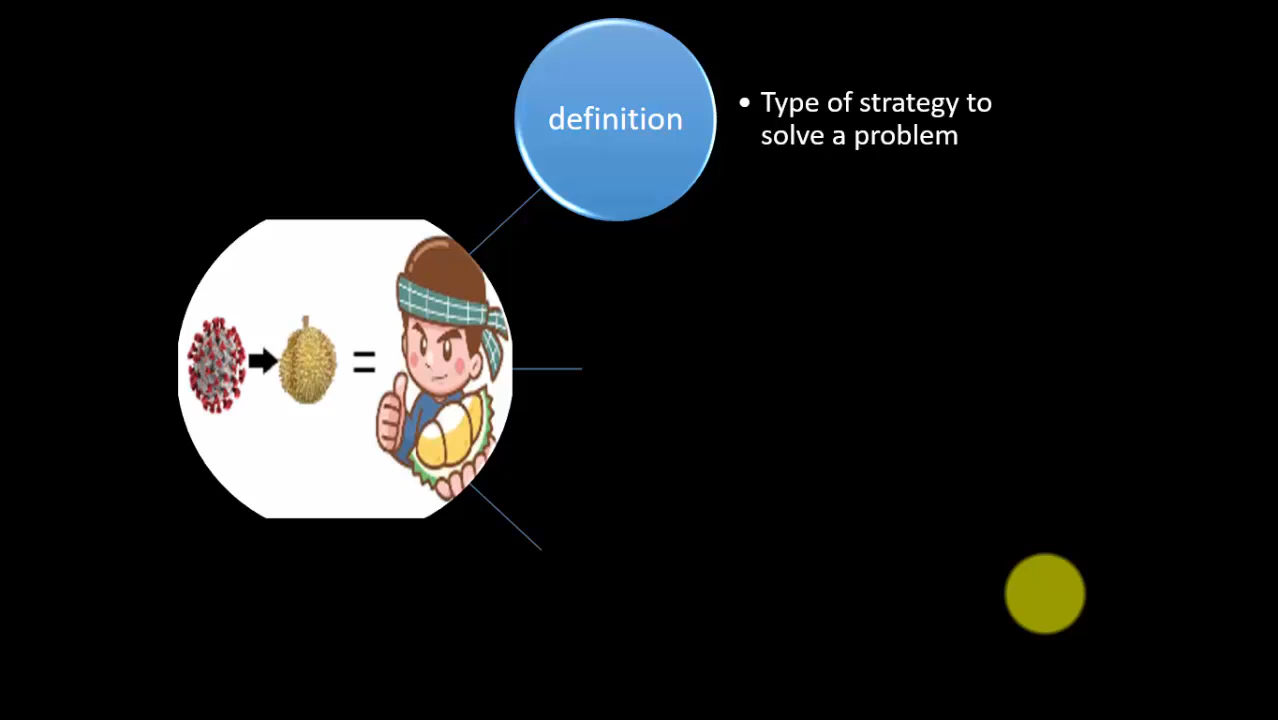 definition
• Type of strategy to
solve a problem